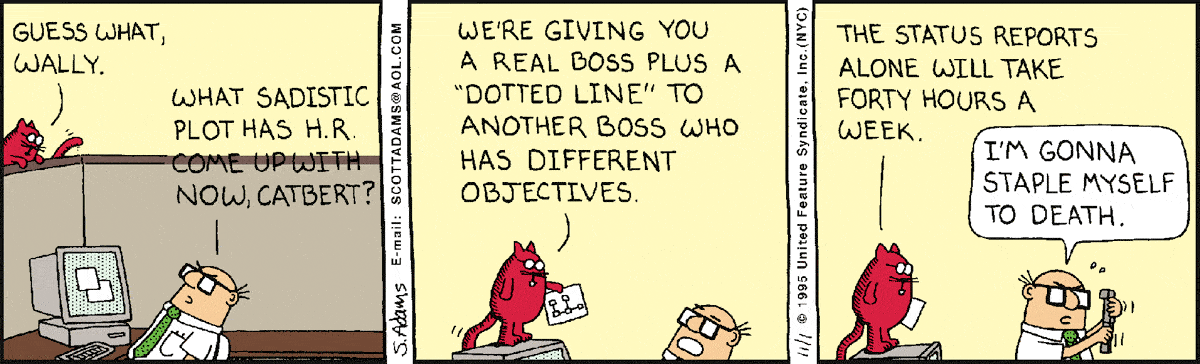 GUESS WHAT,
WALLY.
WHAT SADISTIC
PLOT HAS H.R.
COME UP WITH
NOW, CATBERT?
S. Adams E-mail: SCOTTADAMS@AOL.COM
WE'RE GIVING YOU
A REAL BOSS PLUS A
"DOTTED LINE" TO
ANOTHER BOSS WHO
HAS DIFFERENT
OBJECTIVES.
11/1 © 1995 United Feature Syndicate, Inc.(NYC)
THE STATUS REPORTS
ALONE WILL TAKE
FORTY HOURS A
WEEK.
I'M GONNA
STAPLE MYSELF
TO DEATH.